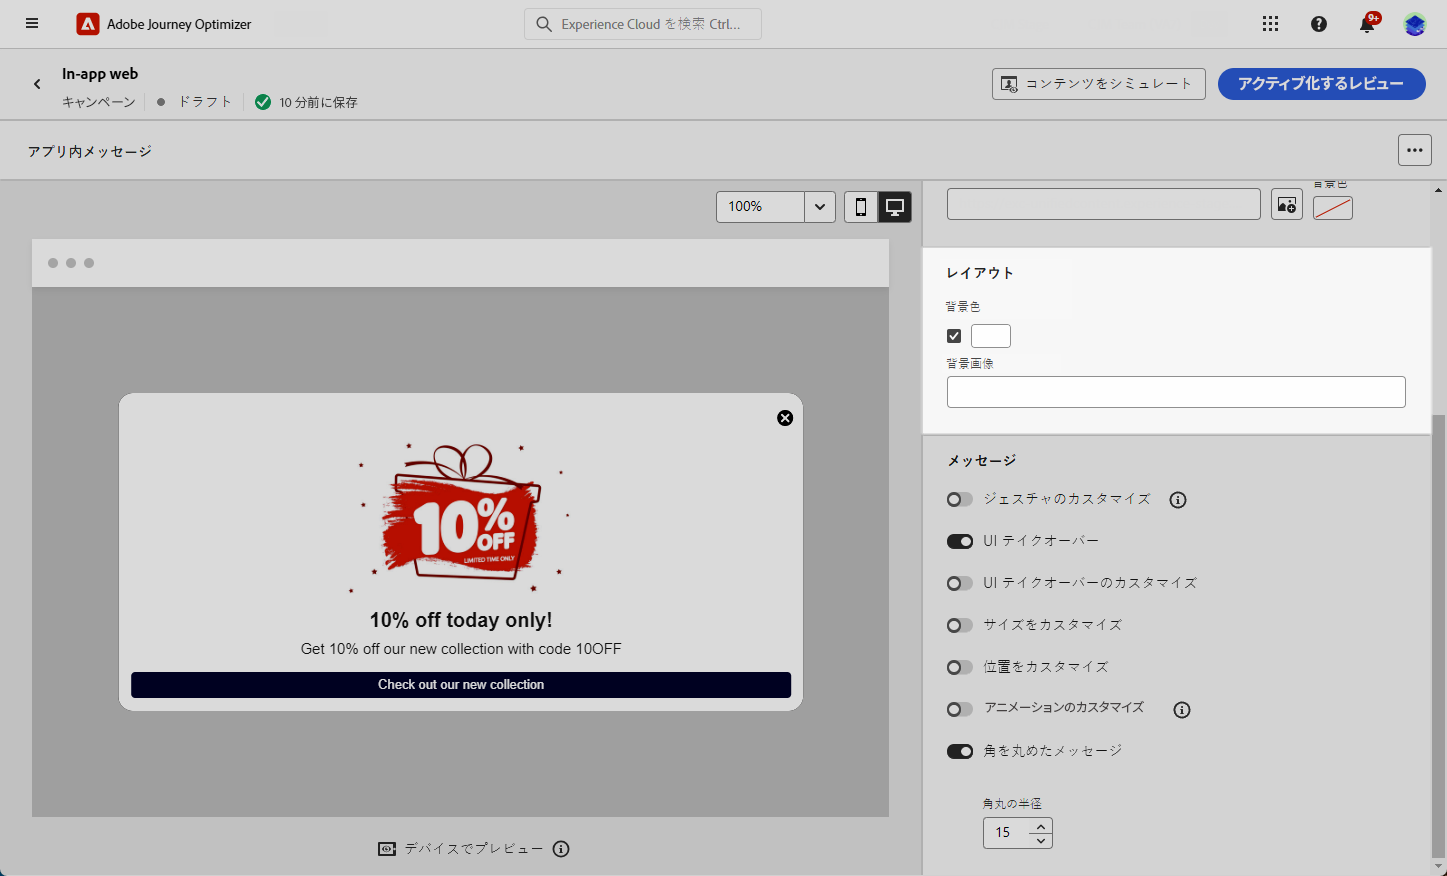 Adobe Journey Optimizer
Experience Cloud を検索 Ctrl...
9+
In-app web
キャンペーン
ドラフト
10 分前に保存
コンテンツをシミュレート
アクティブ化するレビュー
アプリ内メッセージ
100%
背景色
レイアウト
背景色
背景画像
10%
OFF
LIMITED TIME ONLY
10% off today only!
Get 10% off our new collection with code 10OFF
Check out our new collection
デバイスでプレビュー
メッセージ
ジェスチャのカスタマイズ
UI テイクオーバー
UI テイクオーバーのカスタマイズ
サイズをカスタマイズ
位置をカスタマイズ
アニメーションのカスタマイズ
角を丸めたメッセージ
角丸の半径
15